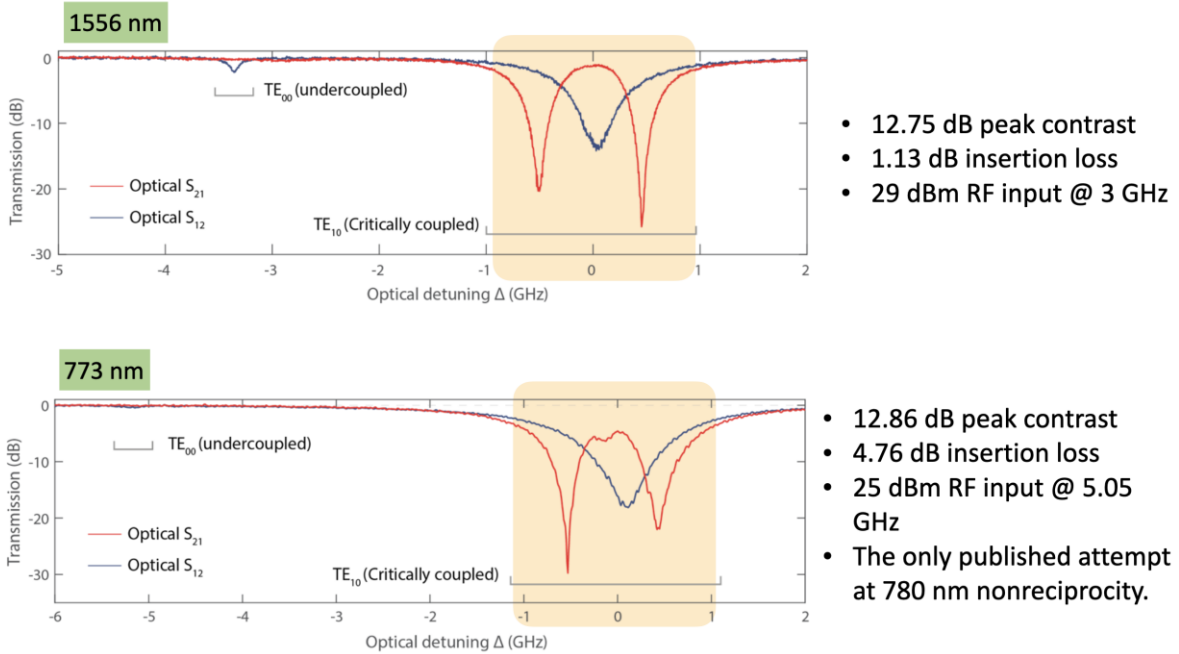 1556 nm
0
-10
-20
-30
Transmission (dB)
TE00 (undercoupled)
Optical S21
Optical S12
TE10 (Critically coupled)
-5 -4 -3 -2 -1 0 1 2
Optical detuning Δ (GHz)
• 12.75 dB peak contrast
• 1.13 dB insertion loss
• 29 dBm RF input @ 3 GHz
773 nm
0
-10
-20
-30
Transmission (dB)
TE00 (undercoupled)
Optical S21
Optical S12
TE10 (Critically coupled)
-6 -5 -4 -3 -2 -1 0 1 2
Optical detuning Δ (GHz)
• 12.86 dB peak contrast
• 4.76 dB insertion loss
• 25 dBm RF input @ 5.05
GHz
• The only published attempt
at 780 nm nonreciprocity.